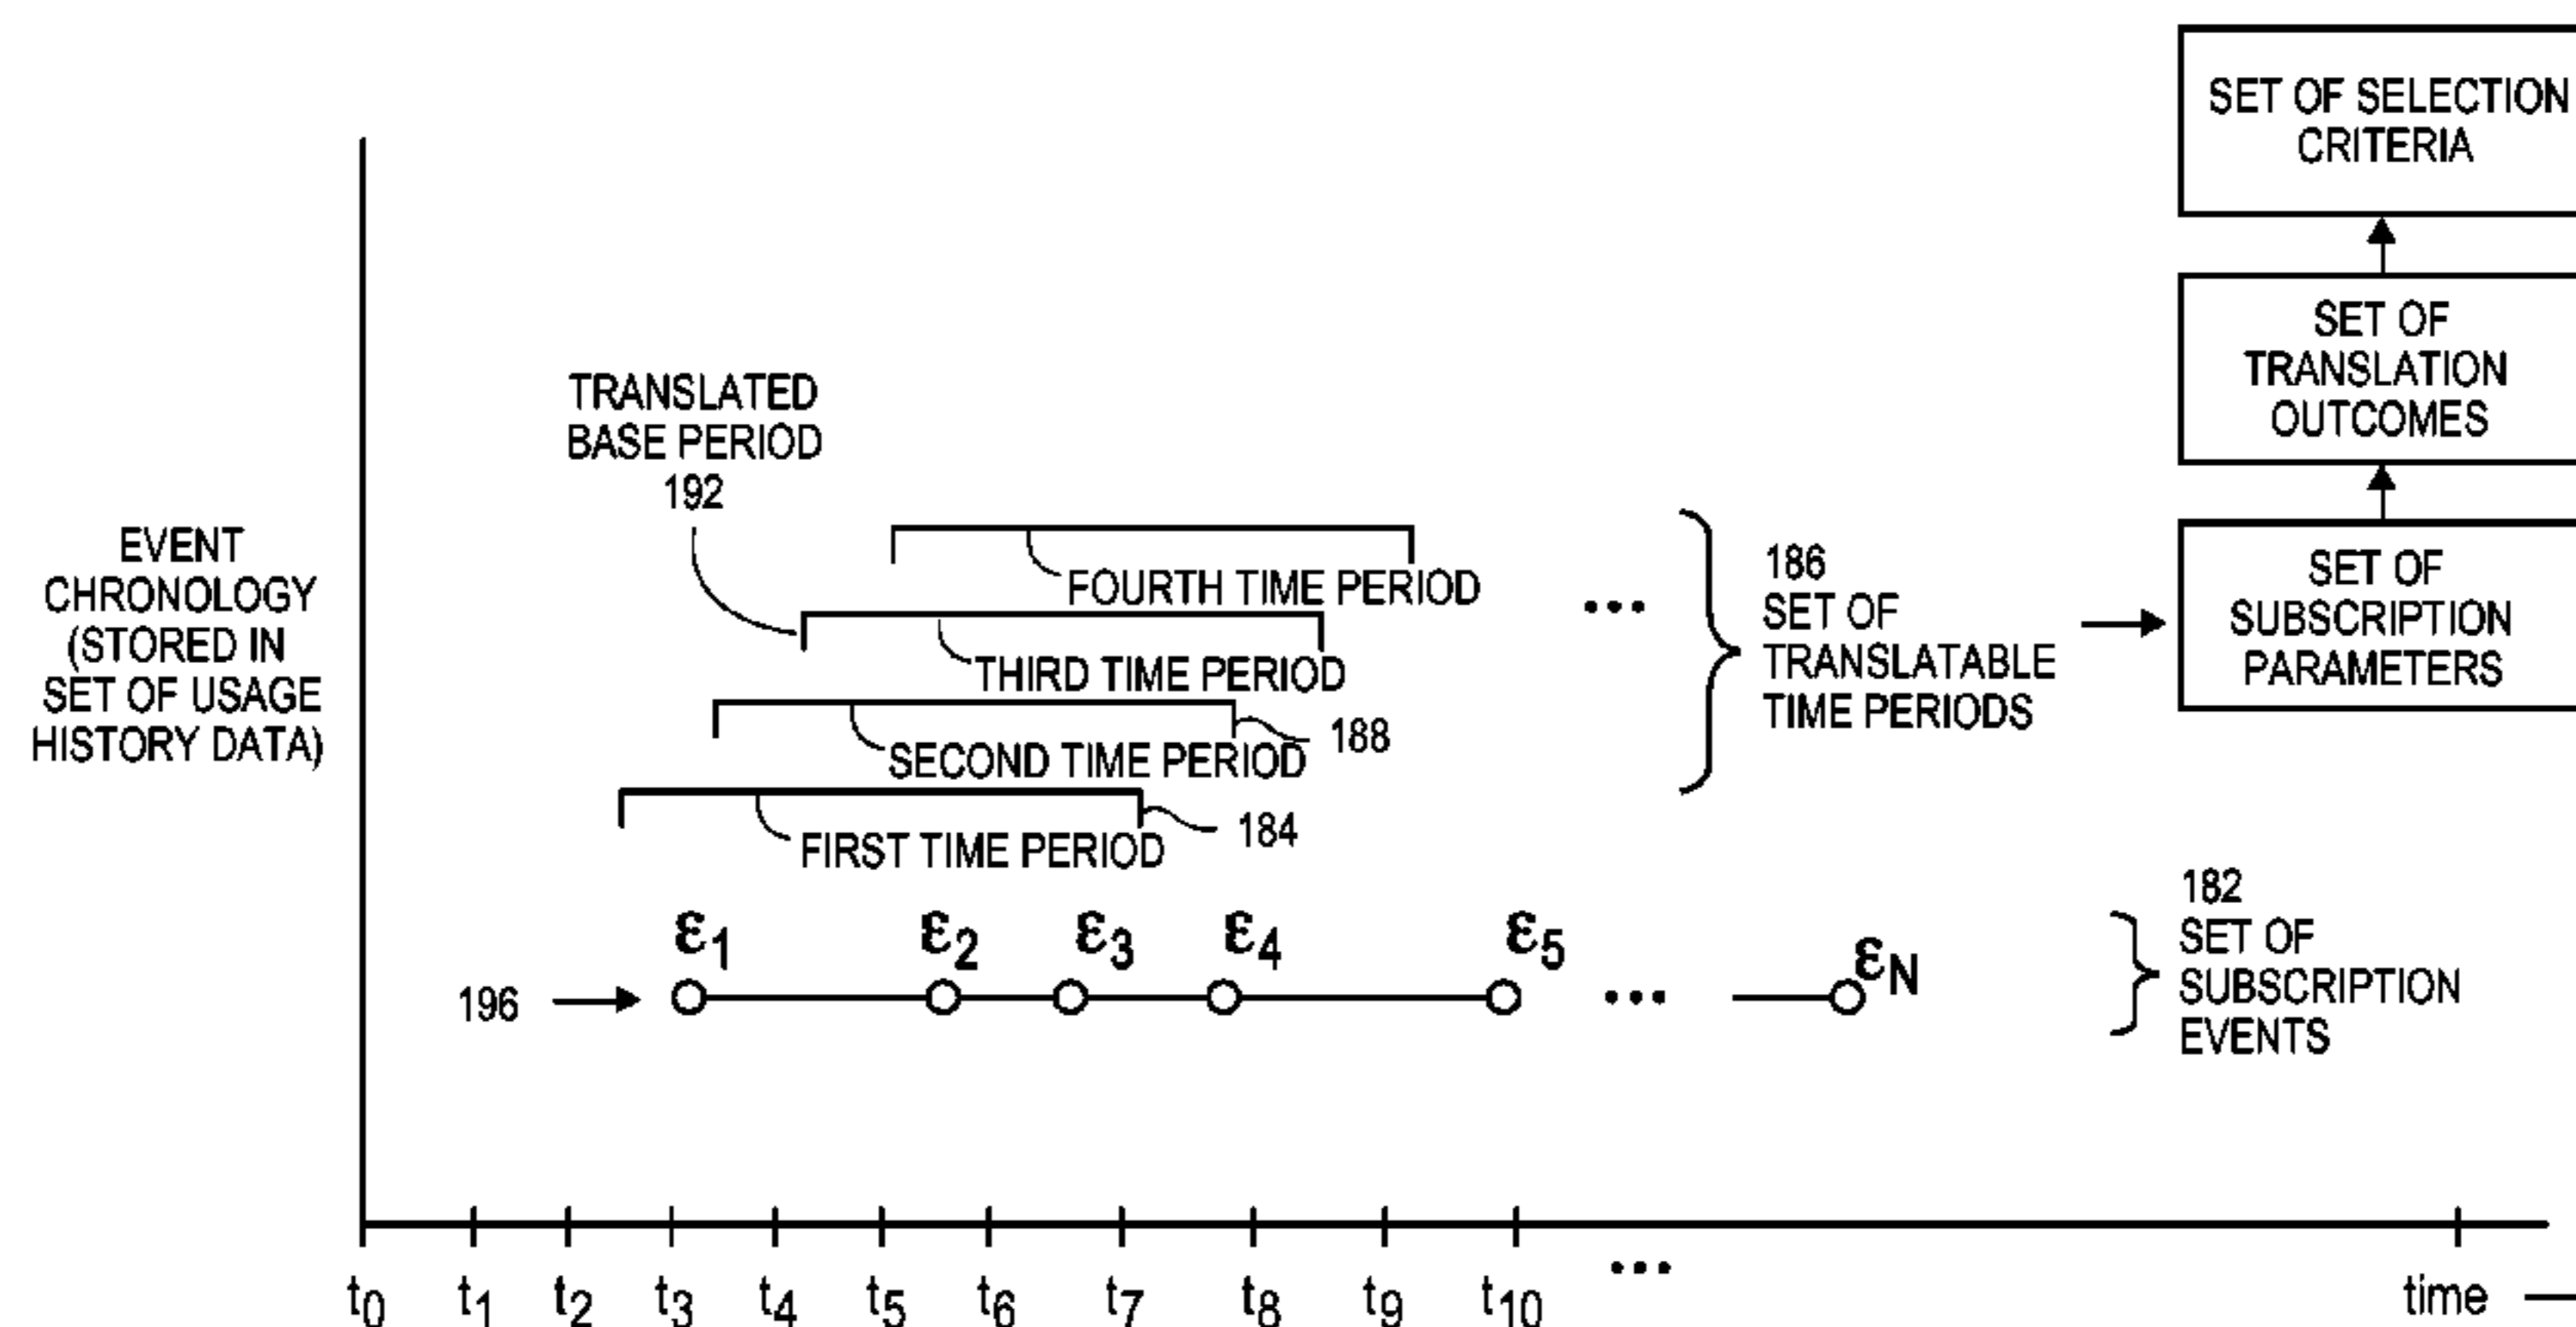 SET OF SELECTION
CRITERIA
SET OF
TRANSLATION
OUTCOMES
SET OF
SUBSCRIPTION
PARAMETERS
TRANSLATED
BASE PERIOD
192
EVENT
CHRONOLOGY
(STORED IN
SET OF USAGE
HISTORY DATA)
FOURTH TIME PERIOD
THIRD TIME PERIOD
SECOND TIME PERIOD
188
FIRST TIME PERIOD
184
...
186
SET OF
TRANSLATABLE
TIME PERIODS
196
ε1 ε2 ε3 ε4 ε5 ... εN
182
SET OF
SUBSCRIPTION
EVENTS
t0 t1 t2 t3 t4 t5 t6 t7 t8 t9 t10 ... time